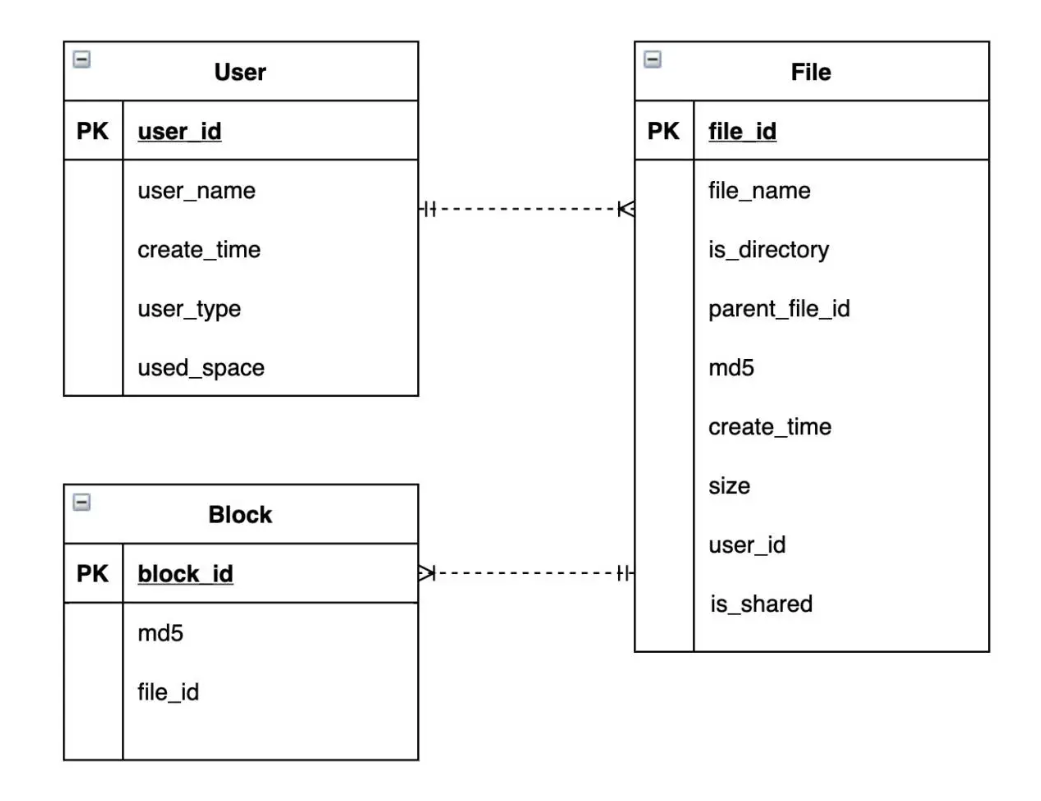 User
PK user_id
user_name
create_time
user_type
used_space
File
PK file_id
file_name
is_directory
parent_file_id
md5
create_time
size
user_id
is_shared
Block
PK block_id
md5
file_id